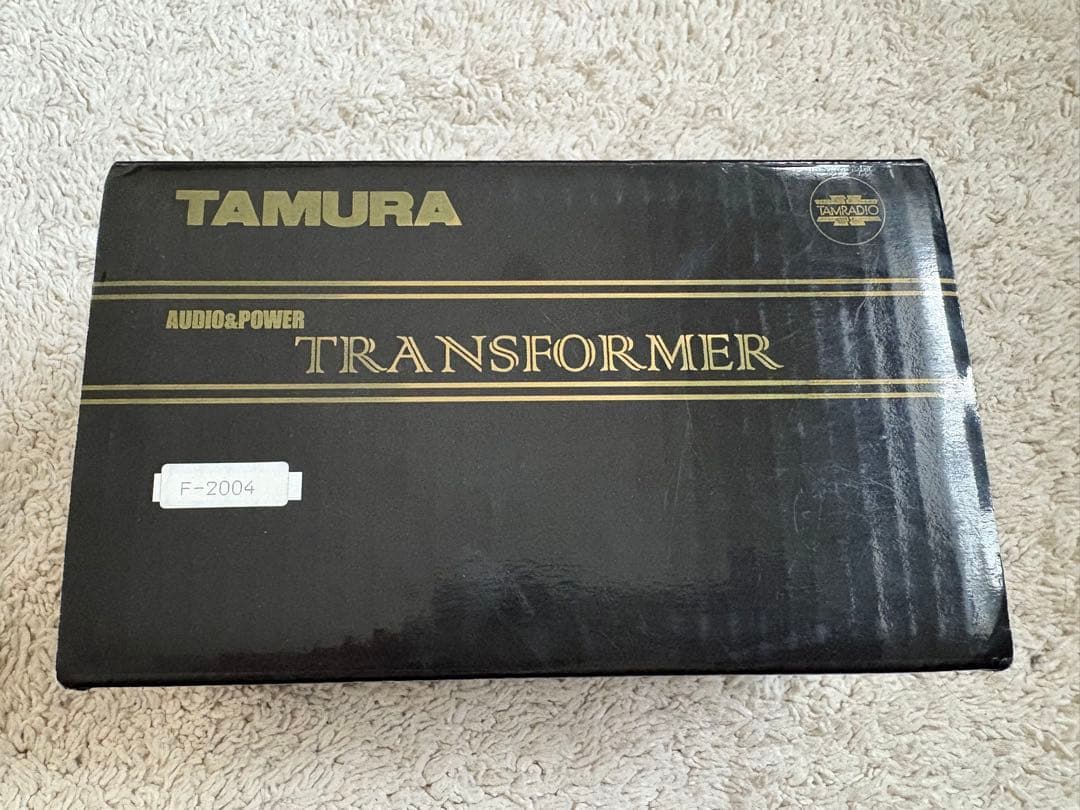 TAMURA
TAMRADIO
AUDIO&POWER
TRANSFORMER
F-2004